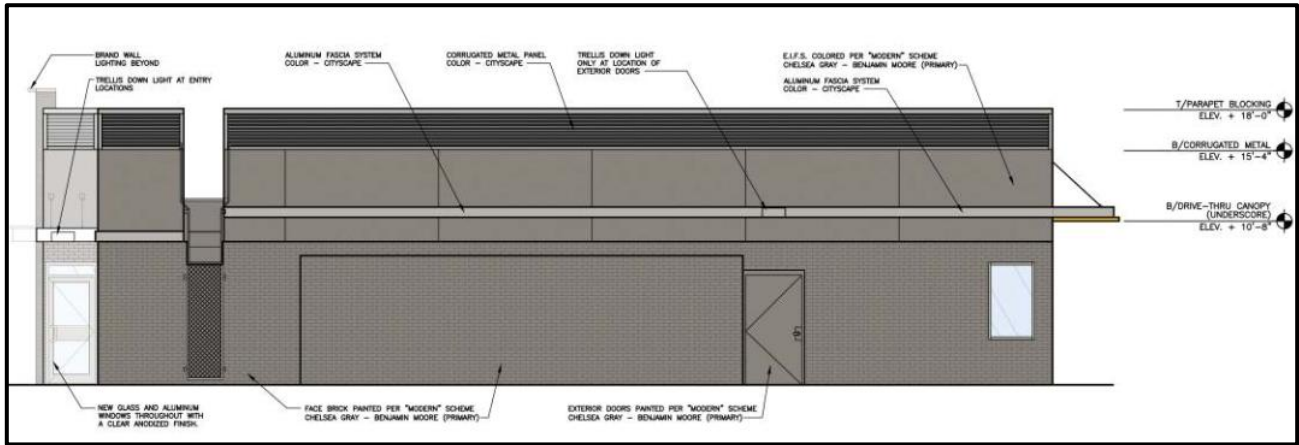 BRAND WALL
LIGHTING BEYOND
TRELLIS DOWN LIGHT AT ENTRY
LOCATIONS
ALUMINUM FASCIA SYSTEM
COLOR – CITYSCAPE
CORRUGATED METAL PANEL
COLOR – CITYSCAPE
TRELLIS DOWN LIGHT
ONLY AT LOCATION OF
EXTERIOR DOORS
E.I.F.S. COLORED PER "MODERN" SCHEME
CHELSEA GRAY – BENJAMIN MOORE (PRIMARY)
ALUMINUM FASCIA SYSTEM
COLOR – CITYSCAPE
T/PARAPET BLOCKING
ELEV. + 18'-0"
B/CORRUGATED METAL
ELEV. + 15'-4"
B/DRIVE-THRU CANOPY
(UNDERSCORE)
ELEV. + 10'-8"
NEW GLASS AND ALUMINUM
WINDOWS THROUGHOUT WITH
A CLEAR ANODIZED FINISH.
FACE BRICK PAINTED PER "MODERN" SCHEME
CHELSEA GRAY – BENJAMIN MOORE (PRIMARY)
EXTERIOR DOORS PAINTED PER "MODERN" SCHEME
CHELSEA GRAY – BENJAMIN MOORE (PRIMARY)